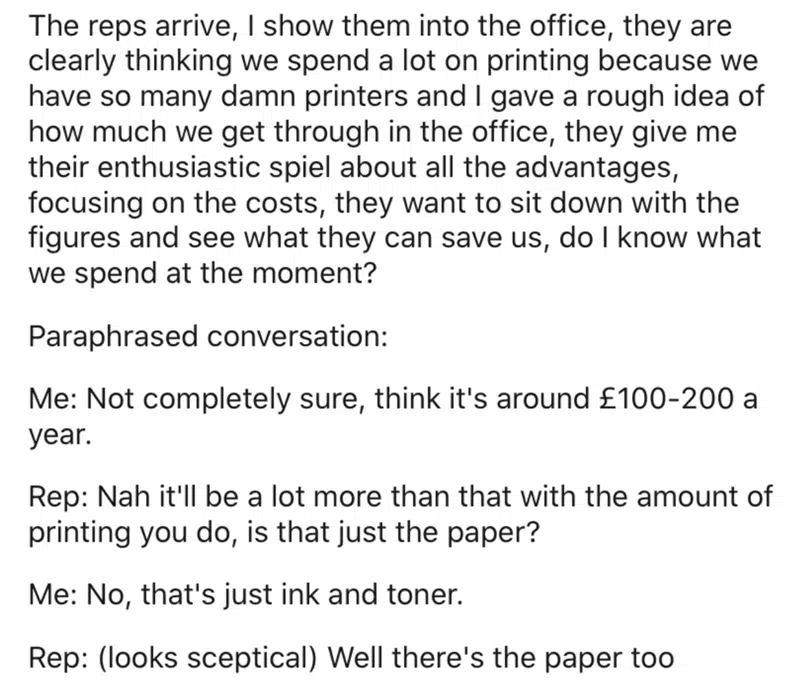 The reps arrive, I show them into the office, they are
clearly thinking we spend a lot on printing because we
have so many damn printers and I gave a rough idea of
how much we get through in the office, they give me
their enthusiastic spiel about all the advantages,
focusing on the costs, they want to sit down with the
figures and see what they can save us, do I know what
we spend at the moment?
Paraphrased conversation:
Me: Not completely sure, think it's around £100-200 a
year.
Rep: Nah it'll be a lot more than that with the amount of
printing you do, is that just the paper?
Me: No, that's just ink and toner.
Rep: (looks sceptical) Well there's the paper too